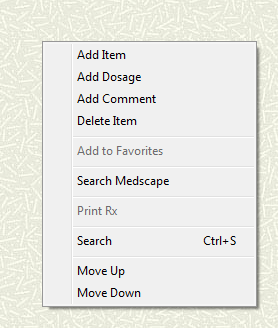 Add Item
Add Dosage
Add Comment
Delete Item
Add to Favorites
Search Medscape
Print Rx
Search Ctrl+S
Move Up
Move Down